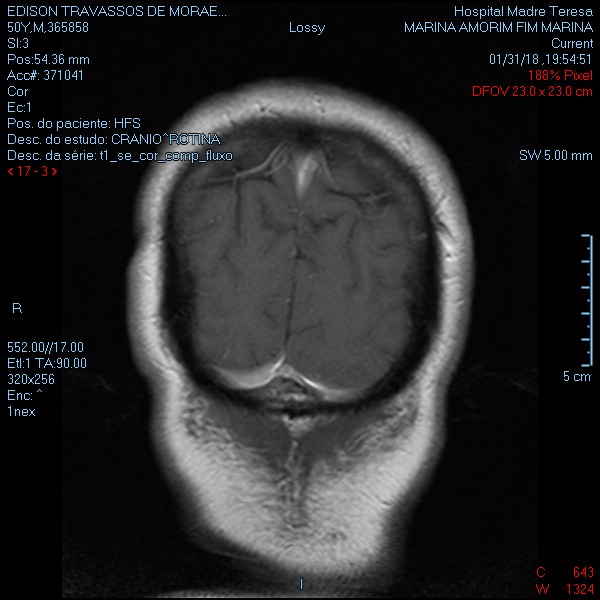 EDISON TRAVASSOS DE MORAE...
50Y,M,365858
Sl:3
Pos:54.36 mm
Acc#: 371041
Cor
Ec:1
Pos. do paciente: HFS
Desc. do estudo: CRANIO^ROTINA
Desc. da série: t1_se_cor_comp_fluxo
< 17 - 3 >
Lossy
Hospital Madre Teresa
MARINA AMORIM FIM MARINA
Current
01/31/18 ,19:54:51
188% Pixel
DFOV 23.0 x 23.0 cm
SW 5.00 mm
R
552.00//17.00
Etl:1 TA:90.00
320x256
Enc: ^
1nex
5 cm
I
C 643
W 1324